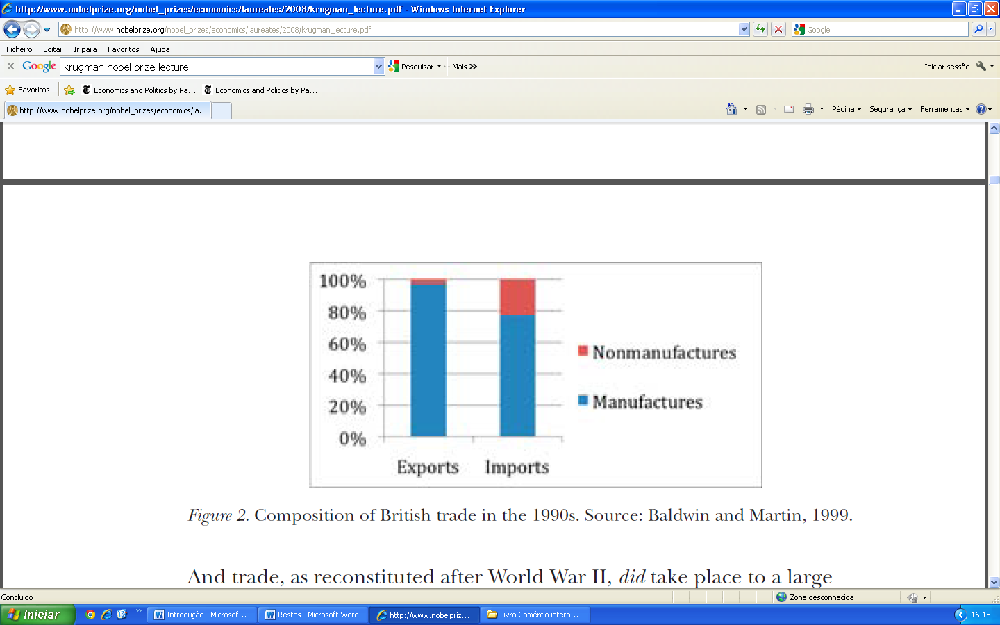 http://www.nobelprize.org/nobel_prizes/economics/laureates/2008/krugman_lecture.pdf - Windows Internet Explorer
http://www.nobelprize.org/nobel_prizes/economics/laureates/2008/krugman_lecture.pdf
Google
Ficheiro Editar Ir para Favoritos Ajuda
x Google krugman nobel prize lecture Pesquisar Mais >> Iniciar sessão
Favoritos Economics and Politics by Pa... Economics and Politics by Pa...
http://www.nobelprize.org/nobel_prizes/economics/la... Página Segurança Ferramentas
100%
80%
60%
40%
20%
0%
Exports Imports
Nonmanufactures
Manufactures
Figure 2. Composition of British trade in the 1990s. Source: Baldwin and Martin, 1999.
And trade, as reconstituted after World War II, did take place to a large
Concluído Zona desconhecida
Iniciar >> Introdução - Microsof... Restos - Microsoft Word http://www.nobelpriz... Livro Comércio intern... 16:15